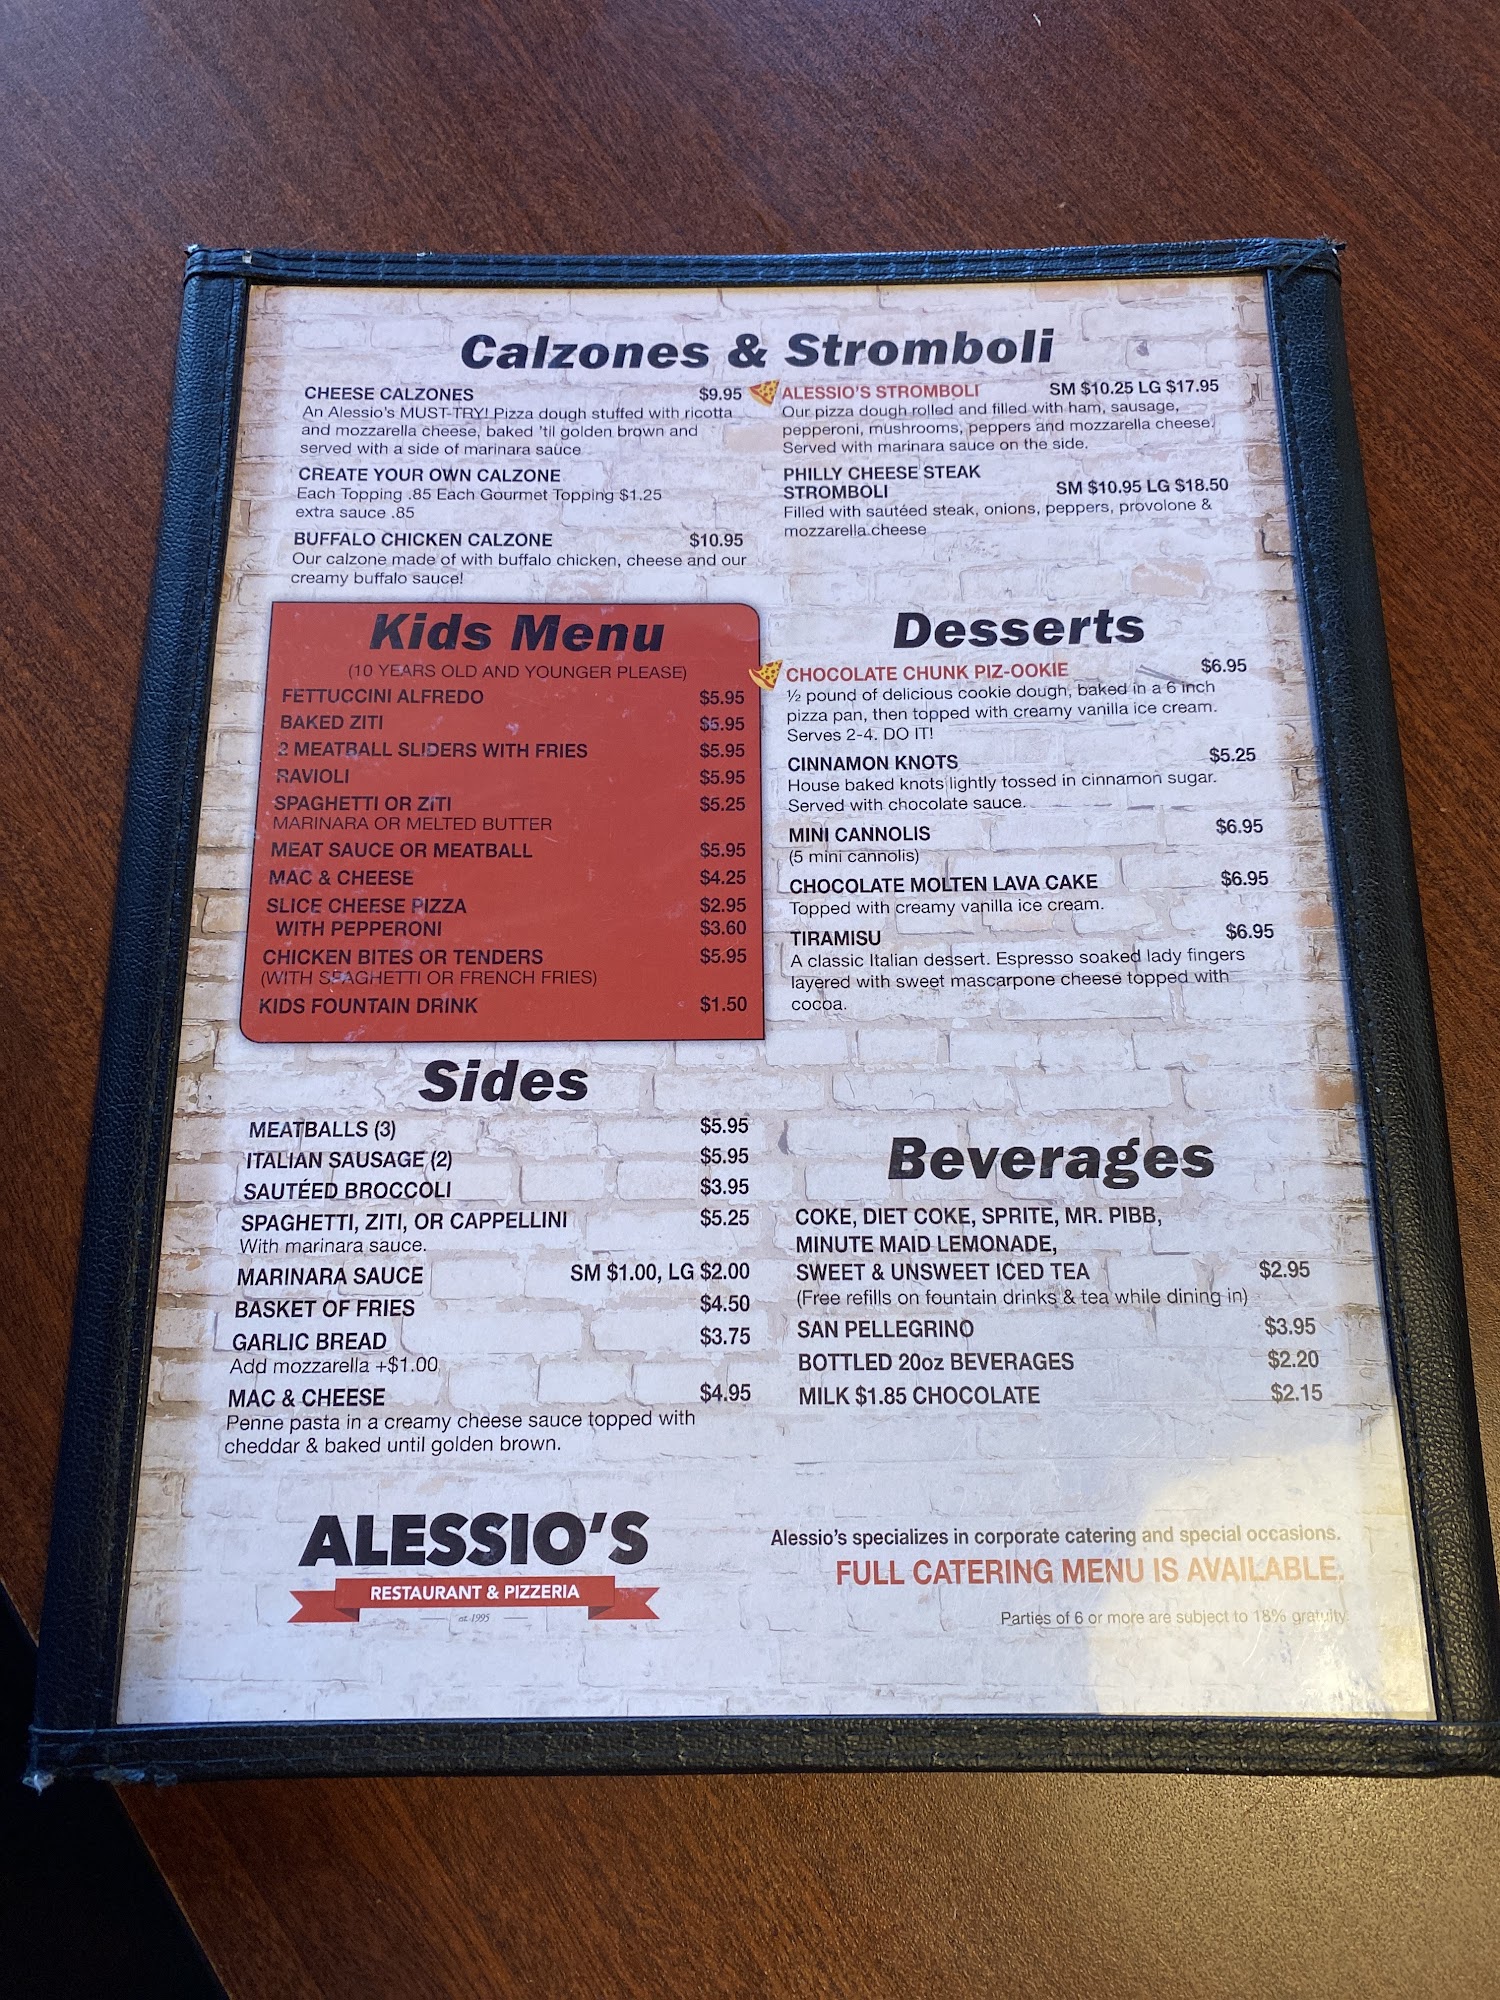 Calzones & Stromboli
CHEESE CALZONES $9.95
An Alessio's MUST-TRY! Pizza dough stuffed with ricotta
and mozzarella cheese, baked 'til golden brown and
served with a side of marinara sauce
CREATE YOUR OWN CALZONE
Each Topping .85 Each Gourmet Topping $1.25
extra sauce .85
BUFFALO CHICKEN CALZONE $10.95
Our calzone made of with buffalo chicken, cheese and our
creamy buffalo sauce!
ALESSIO'S STROMBOLI SM $10.25 LG $17.95
Our pizza dough rolled and filled with ham, sausage,
pepperoni, mushrooms, peppers and mozzarella cheese.
Served with marinara sauce on the side.
PHILLY CHEESE STEAK
STROMBOLI SM $10.95 LG $18.50
Filled with sautéed steak, onions, peppers, provolone &
mozzarella cheese
Kids Menu
(10 YEARS OLD AND YOUNGER PLEASE)
FETTUCCINI ALFREDO $5.95
BAKED ZITI $5.95
2 MEATBALL SLIDERS WITH FRIES $5.95
RAVIOLI $5.95
SPAGHETTI OR ZITI $5.25
MARINARA OR MELTED BUTTER
MEAT SAUCE OR MEATBALL $5.95
MAC & CHEESE $4.25
SLICE CHEESE PIZZA $2.95
WITH PEPPERONI $3.60
CHICKEN BITES OR TENDERS $5.95
(WITH SPAGHETTI OR FRENCH FRIES)
KIDS FOUNTAIN DRINK $1.50
Desserts
CHOCOLATE CHUNK PIZ-OOKIE $6.95
½ pound of delicious cookie dough, baked in a 6 inch
pizza pan, then topped with creamy vanilla ice cream.
Serves 2-4. DO IT!
CINNAMON KNOTS $5.25
House baked knots lightly tossed in cinnamon sugar.
Served with chocolate sauce.
MINI CANNOLIS $6.95
(5 mini cannolis)
CHOCOLATE MOLTEN LAVA CAKE $6.95
Topped with creamy vanilla ice cream.
TIRAMISU $6.95
A classic Italian dessert. Espresso soaked lady fingers
layered with sweet mascarpone cheese topped with
cocoa.
Sides
MEATBALLS (3) $5.95
ITALIAN SAUSAGE (2) $5.95
SAUTÉED BROCCOLI $3.95
SPAGHETTI, ZITI, OR CAPPELLINI $5.25
With marinara sauce.
MARINARA SAUCE SM $1.00, LG $2.00
BASKET OF FRIES $4.50
GARLIC BREAD $3.75
Add mozzarella +$1.00
MAC & CHEESE $4.95
Penne pasta in a creamy cheese sauce topped with
cheddar & baked until golden brown.
Beverages
COKE, DIET COKE, SPRITE, MR. PIBB,
MINUTE MAID LEMONADE,
SWEET & UNSWEET ICED TEA $2.95
(Free refills on fountain drinks & tea while dining in)
SAN PELLEGRINO $3.95
BOTTLED 20oz BEVERAGES $2.20
MILK $1.85 CHOCOLATE $2.15
ALESSIO'S
RESTAURANT & PIZZERIA
est. 1995
Alessio's specializes in corporate catering and special occasions.
FULL CATERING MENU IS AVAILABLE.
Parties of 6 or more are subject to 18% gratuity.